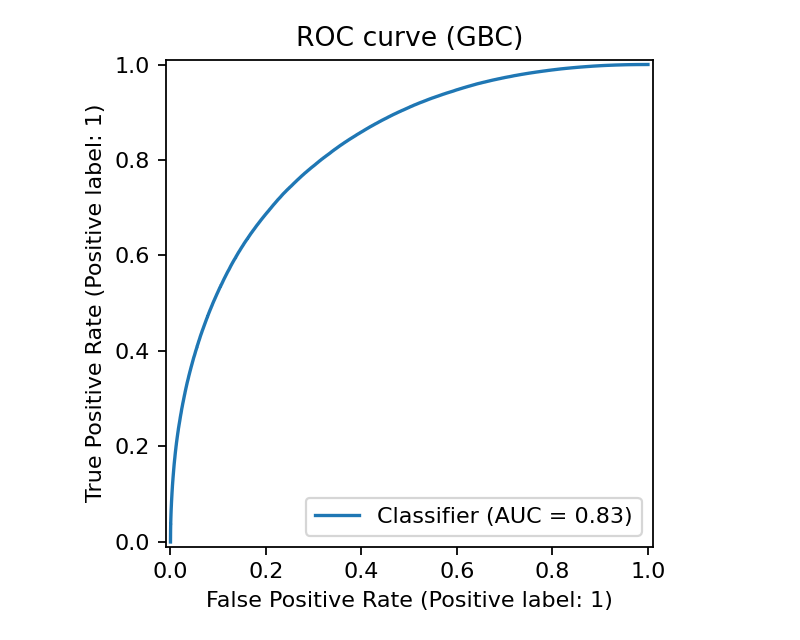 ROC curve (GBC)
True Positive Rate (Positive label: 1)
1.0
0.8
0.6
0.4
0.2
0.0
Classifier (AUC = 0.83)
0.0 0.2 0.4 0.6 0.8 1.0
False Positive Rate (Positive label: 1)